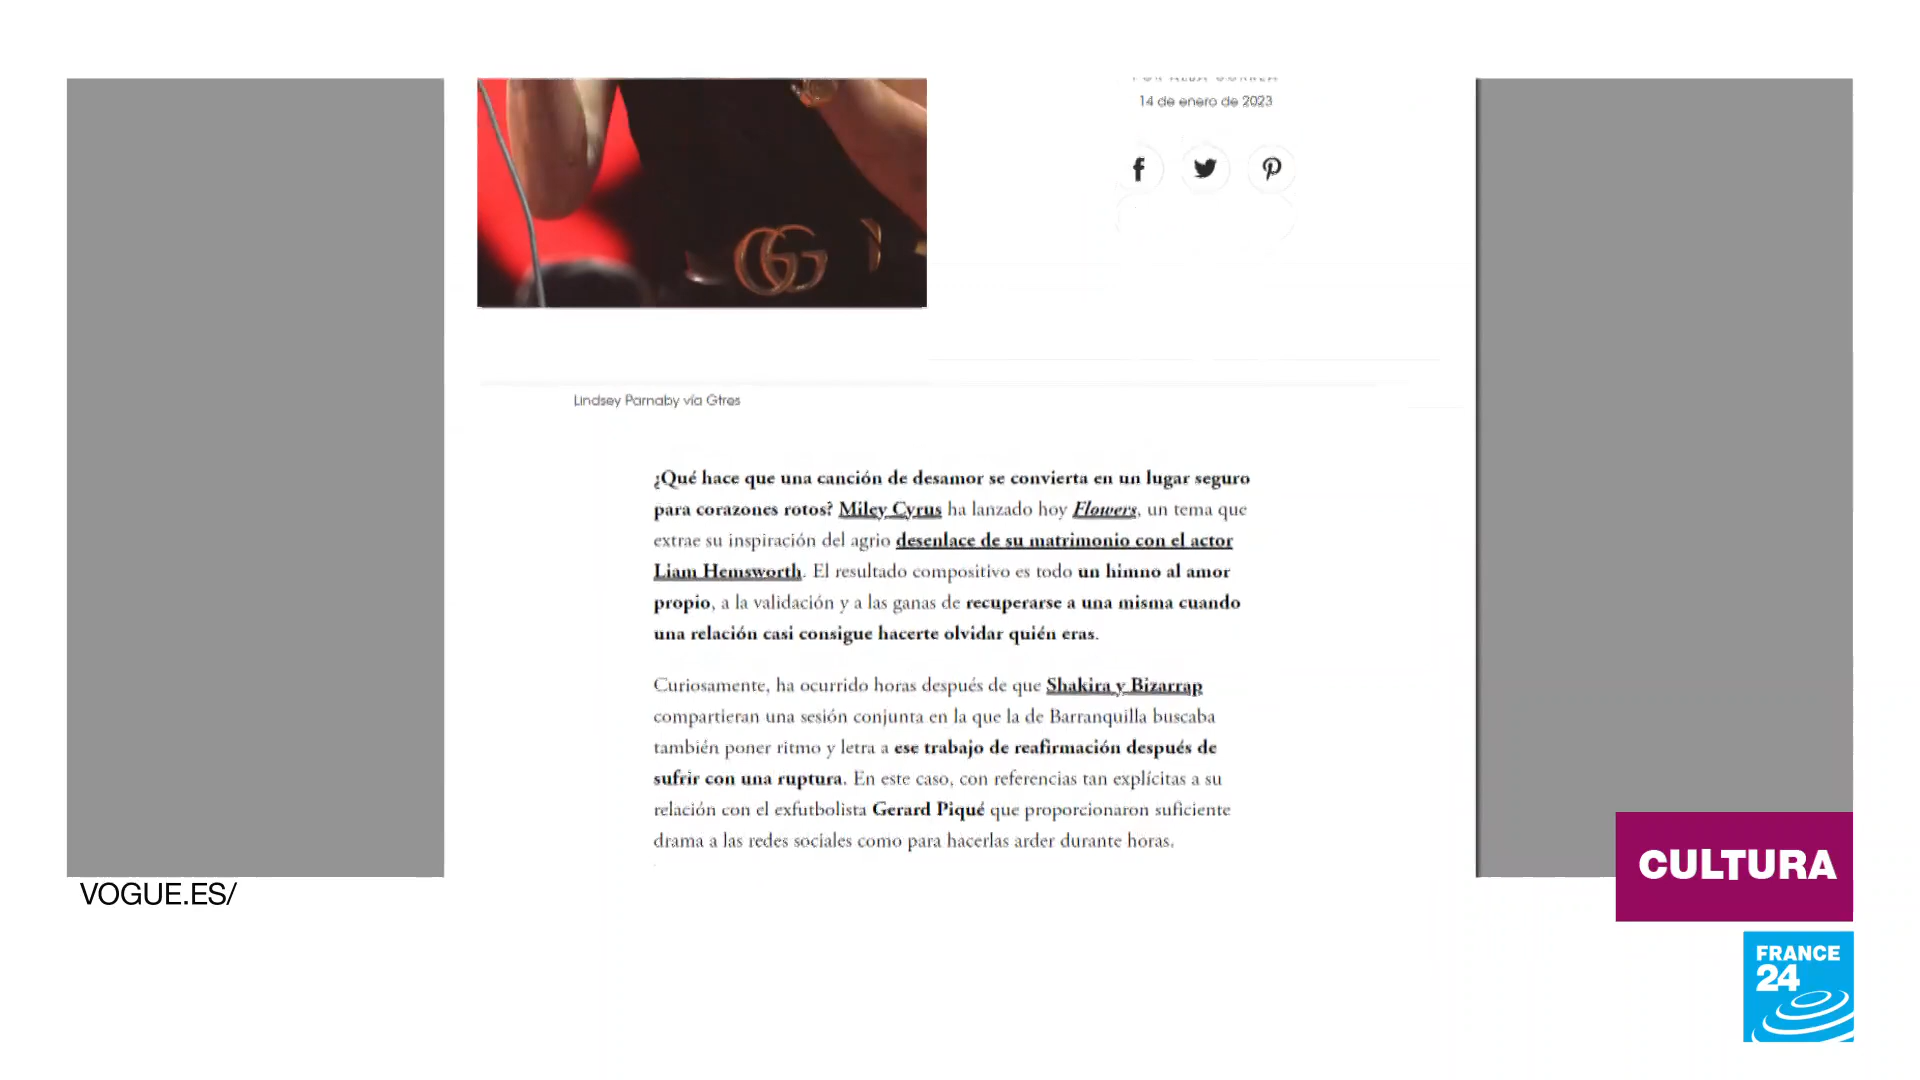 14 de enero de 2023
Lindsey Parnaby vía Gtres
¿Qué hace que una canción de desamor se convierta en un lugar seguro
para corazones rotos? Miley Cyrus ha lanzado hoy Flowers, un tema que
extrae su inspiración del agrio desenlace de su matrimonio con el actor
Liam Hemsworth. El resultado compositivo es todo un himno al amor
propio, a la validación y a las ganas de recuperarse a una misma cuando
una relación casi consigue hacerte olvidar quién eras.
Curiosamente, ha ocurrido horas después de que Shakira y Bizarrap
compartieran una sesión conjunta en la que la de Barranquilla buscaba
también poner ritmo y letra a ese trabajo de reafirmación después de
sufrir con una ruptura. En este caso, con referencias tan explícitas a su
relación con el exfutbolista Gerard Piqué que proporcionaron suficiente
drama a las redes sociales como para hacerlas arder durante horas.
VOGUE.ES/
CULTURA
FRANCE
24